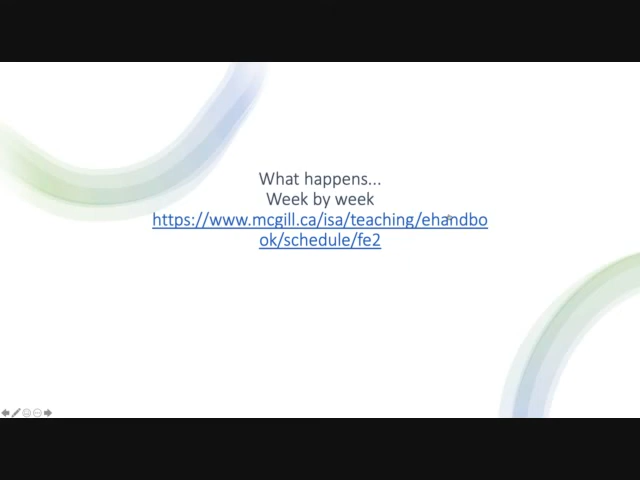 What happens...
Week by week
https://www.mcgill.ca/isa/teaching/ehandbo
ok/schedule/fe2